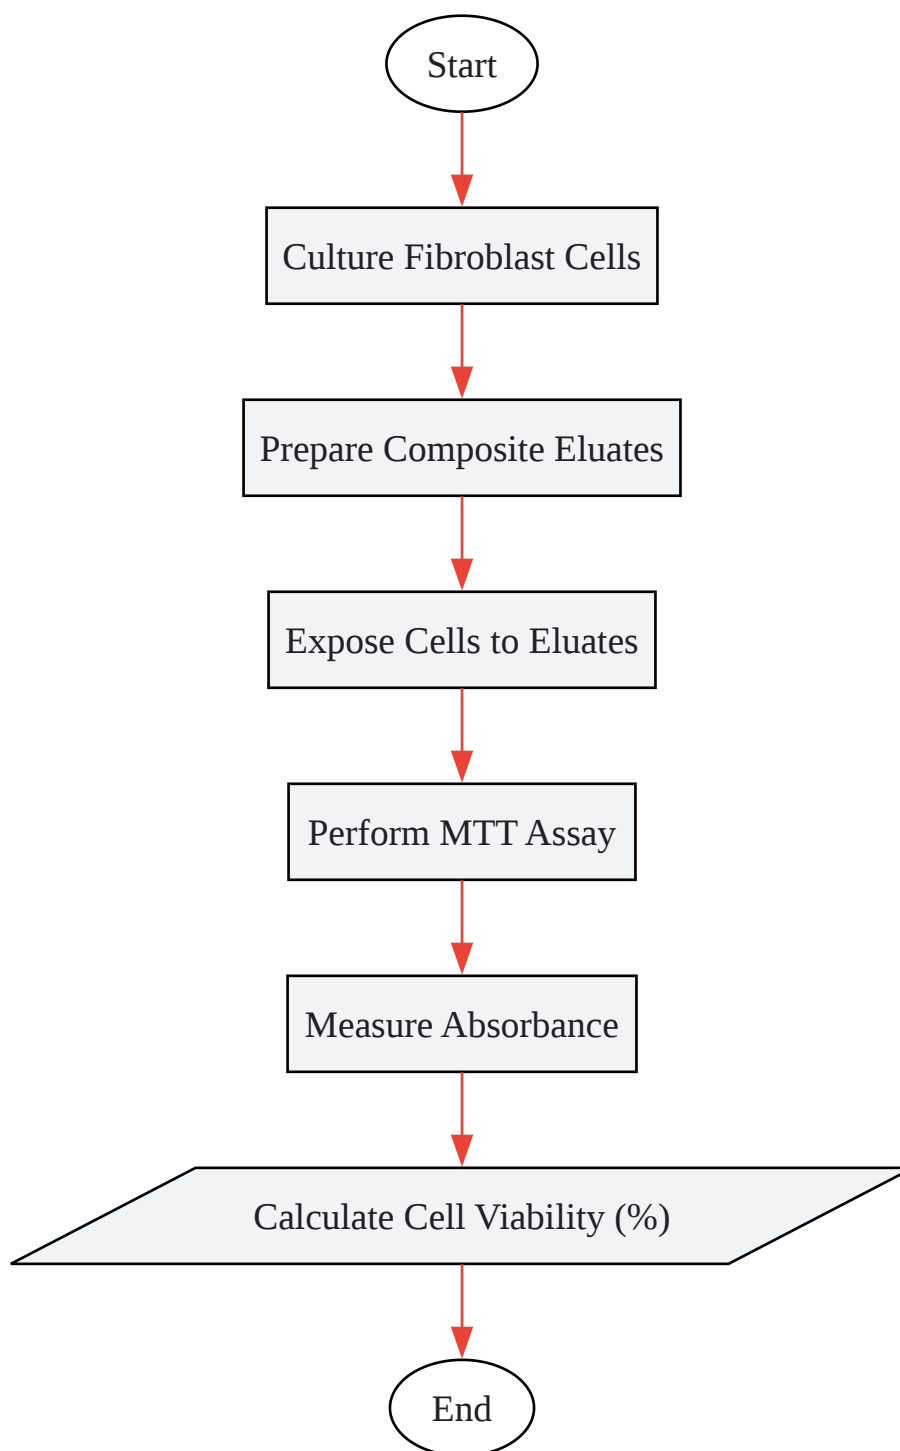 Start
Culture Fibroblast Cells
Prepare Composite Eluates
Expose Cells to Eluates
Perform MTT Assay
Measure Absorbance
Calculate Cell Viability (%)
End